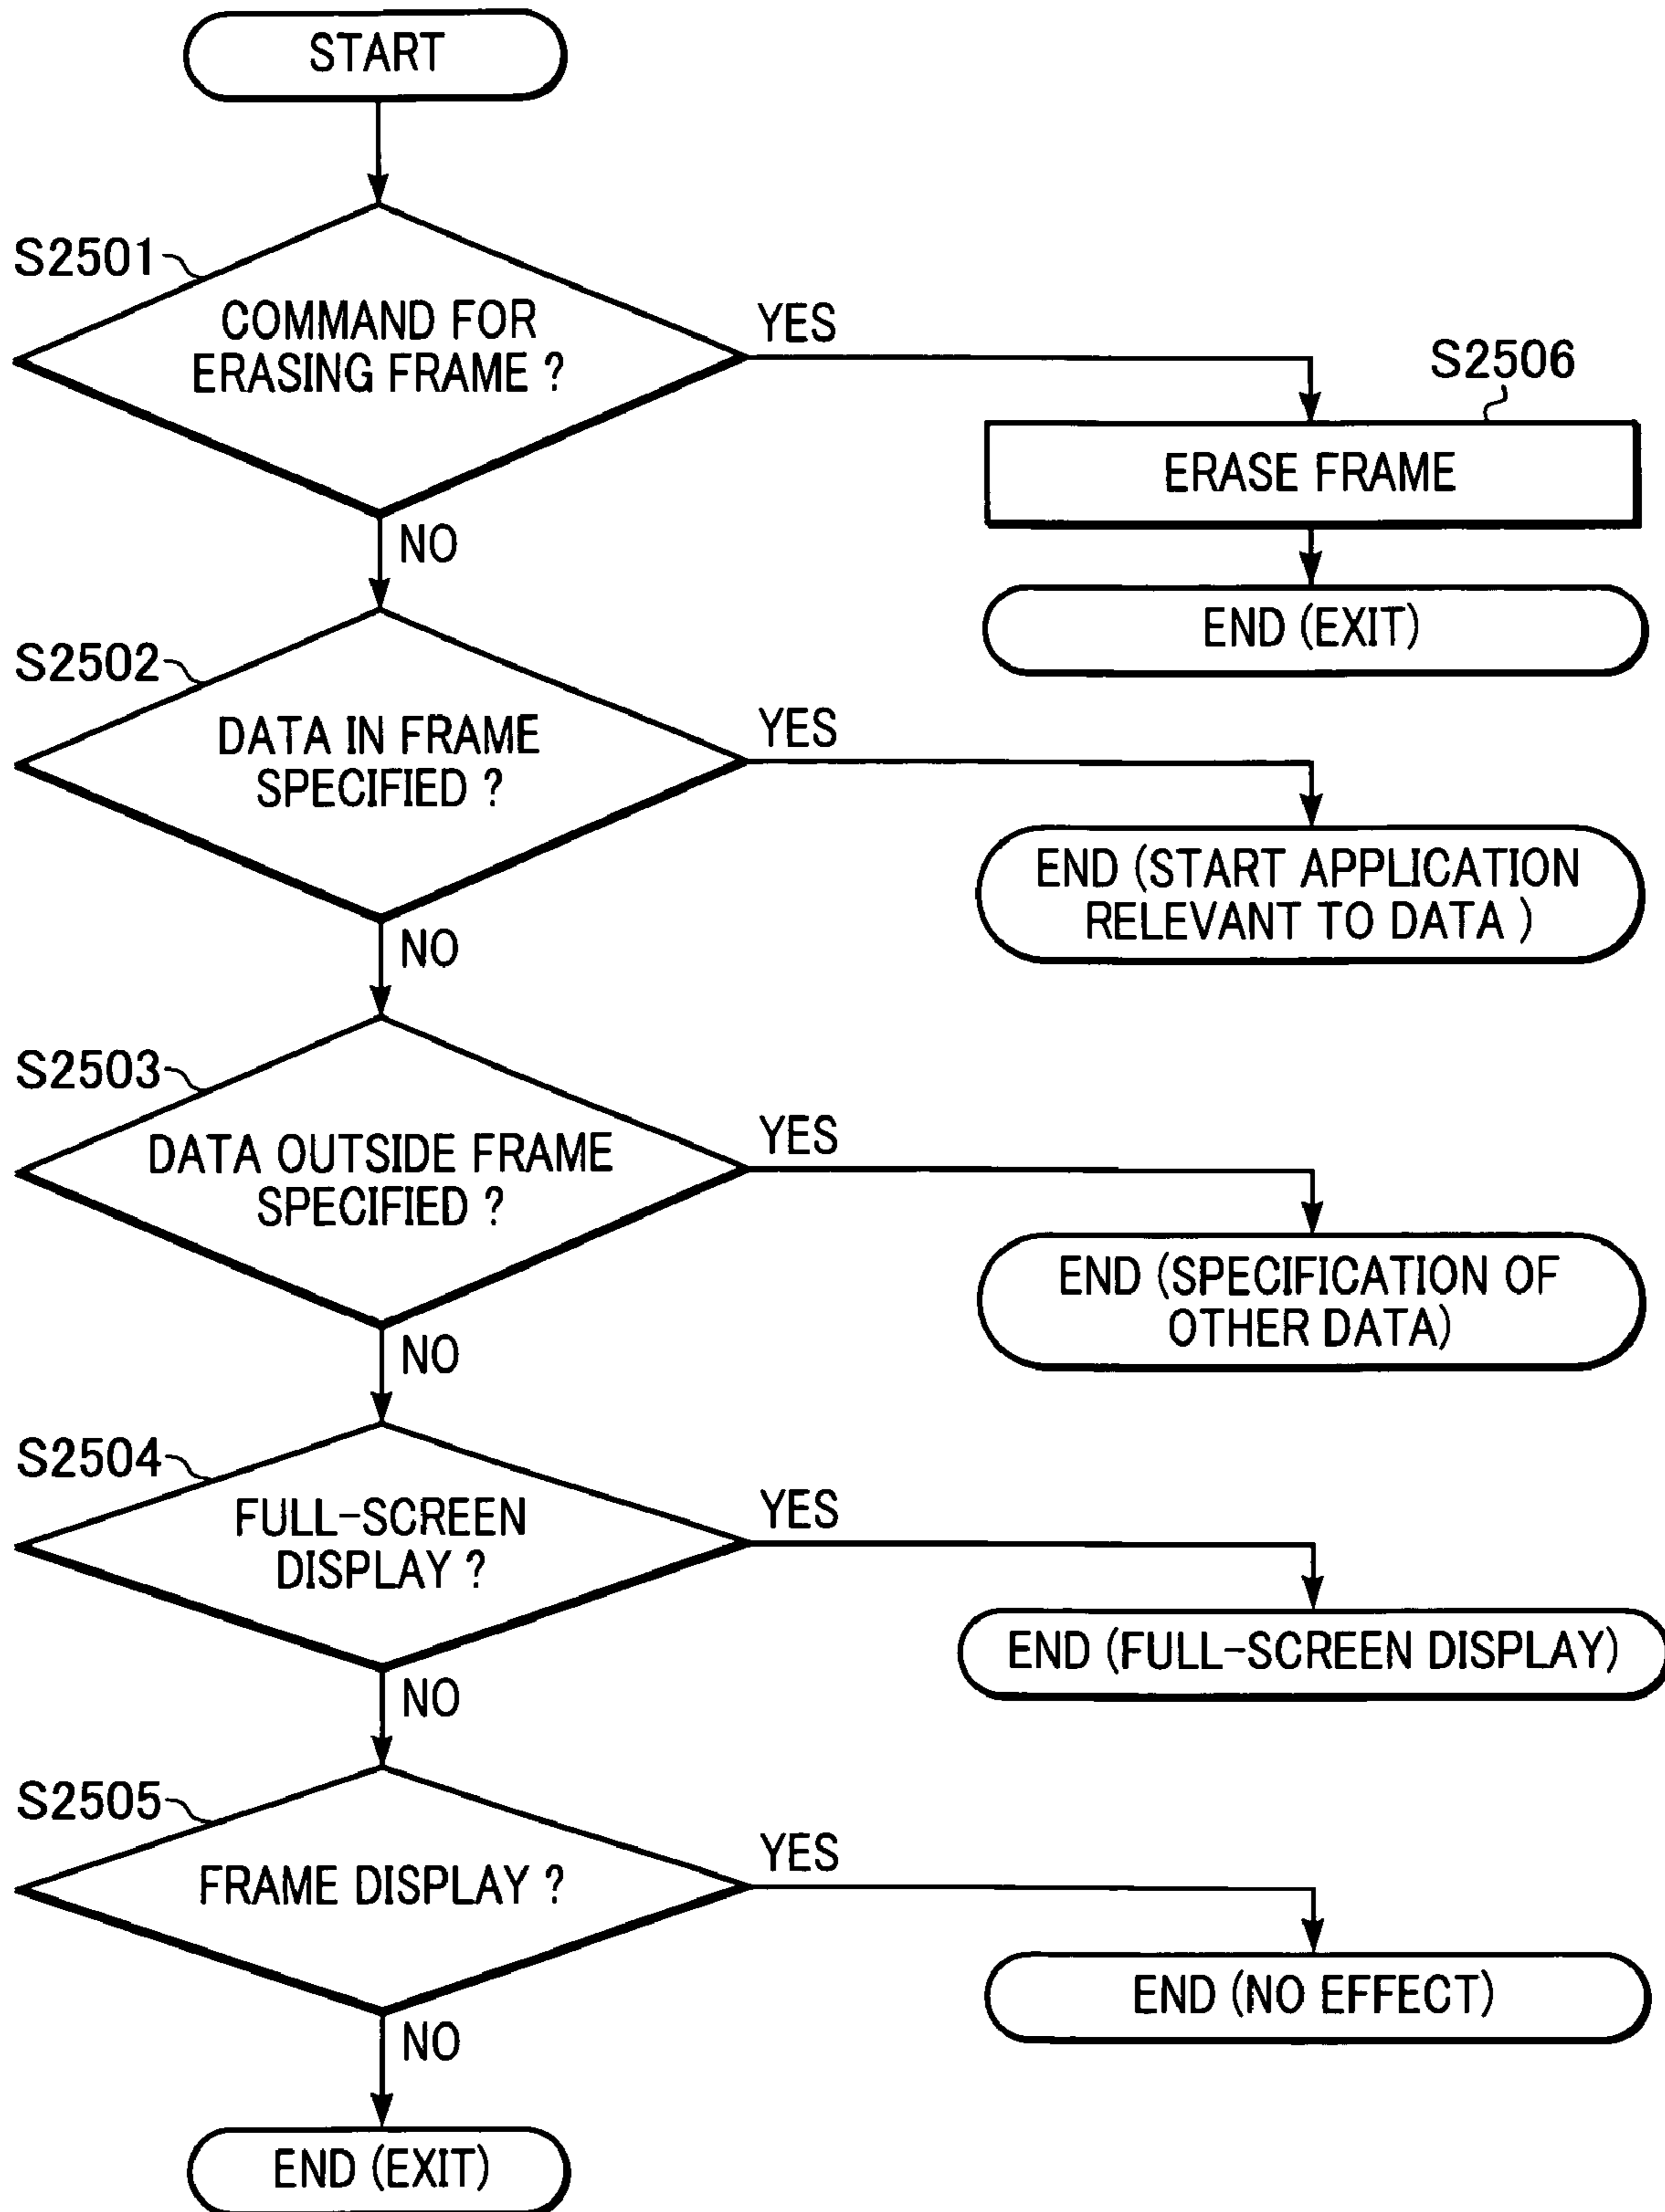 START
S2501
COMMAND FOR
ERASING FRAME ?
YES
S2506
ERASE FRAME
NO
END (EXIT)
S2502
DATA IN FRAME
SPECIFIED ?
YES
END (START APPLICATION
RELEVANT TO DATA )
NO
S2503
DATA OUTSIDE FRAME
SPECIFIED ?
YES
END (SPECIFICATION OF
OTHER DATA)
NO
S2504
FULL-SCREEN
DISPLAY ?
YES
END (FULL-SCREEN DISPLAY)
NO
S2505
FRAME DISPLAY ?
YES
END (NO EFFECT)
NO
END (EXIT)